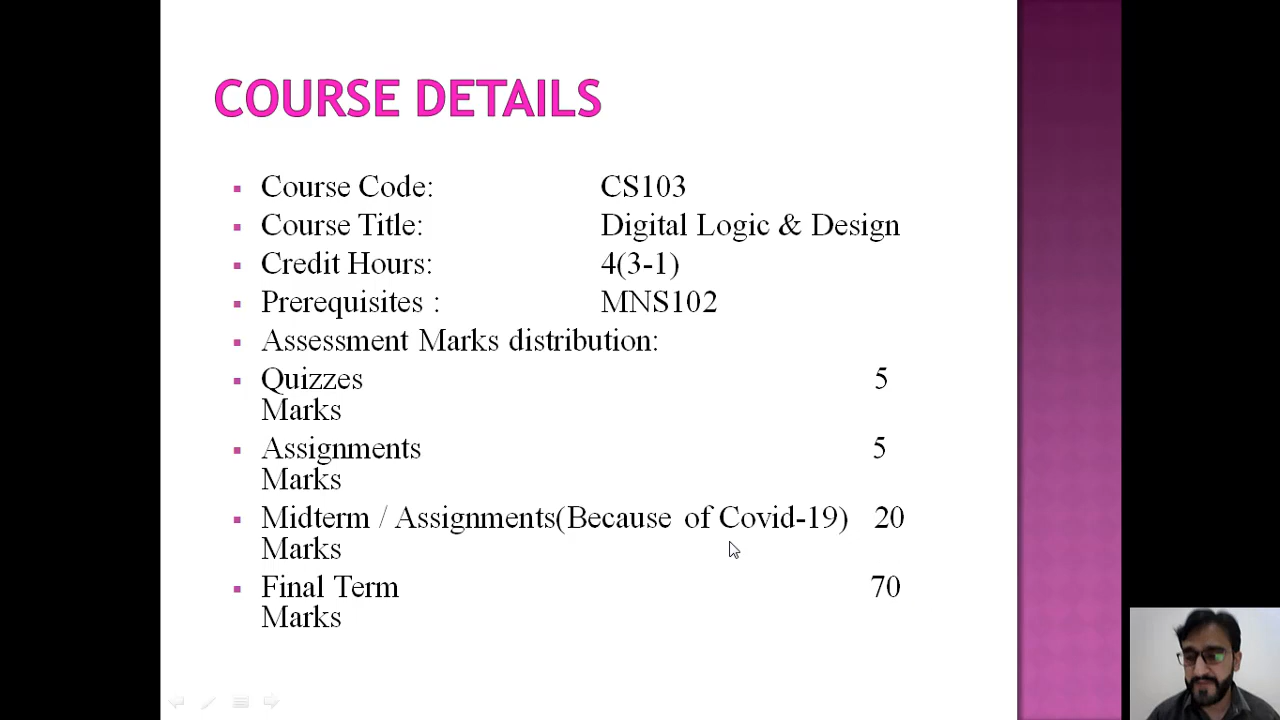 COURSE DETAILS
Course Code: CS103
Course Title: Digital Logic & Design
Credit Hours: 4(3-1)
Prerequisites : MNS102
Assessment Marks distribution:
Quizzes 5
Marks
Assignments 5
Marks
Midterm / Assignments(Because of Covid-19) 20
Marks
Final Term 70
Marks